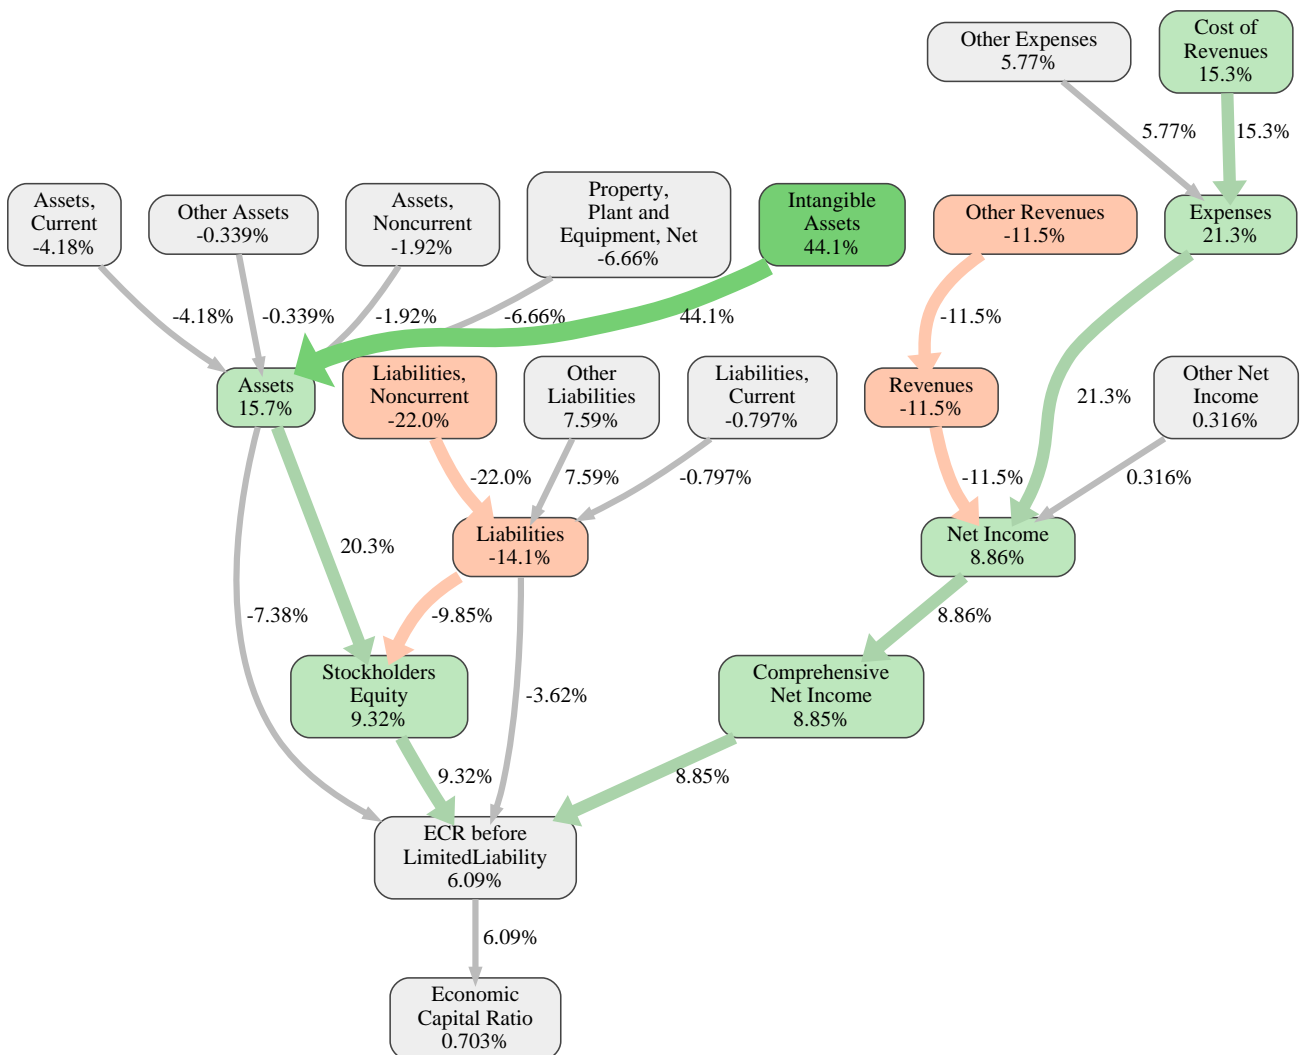 Other Expenses
5.77%
Cost of
Revenues
15.3%
5.77%
15.3%
Assets,
Current
-4.18%
Other Assets
-0.339%
Assets,
Noncurrent
-1.92%
Property,
Plant and
Equipment, Net
-6.66%
Intangible
Assets
44.1%
Other Revenues
-11.5%
Expenses
21.3%
-4.18%
-0.339%
-1.92%
-6.66%
44.1%
-11.5%
21.3%
Assets
15.7%
Liabilities,
Noncurrent
-22.0%
Other
Liabilities
7.59%
Liabilities,
Current
-0.797%
Revenues
-11.5%
Other Net
Income
0.316%
-22.0%
7.59%
-0.797%
-11.5%
0.316%
20.3%
Liabilities
-14.1%
Net Income
8.86%
-7.38%
-9.85%
8.86%
Stockholders
Equity
9.32%
-3.62%
Comprehensive
Net Income
8.85%
9.32%
8.85%
ECR before
LimitedLiability
6.09%
6.09%
Economic
Capital Ratio
0.703%